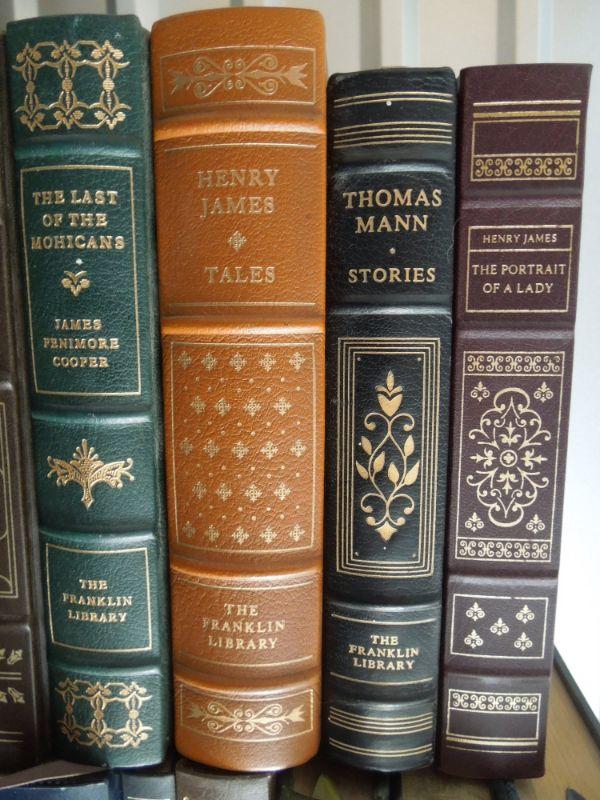 THE LAST
OF THE
MOHICANS
JAMES
FENIMORE
COOPER
THE
FRANKLIN
LIBRARY
HENRY
JAMES
TALES
THE
FRANKLIN
LIBRARY
THOMAS
MANN
STORIES
THE
FRANKLIN
LIBRARY
HENRY JAMES
THE PORTRAIT
OF A LADY